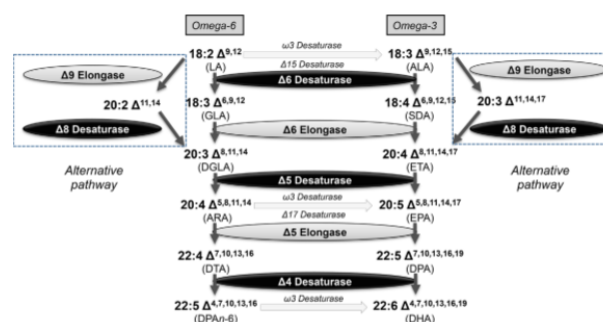 Omega-6 Omega-3
18:2 Δ9,12 ω3 Desaturase 18:3 Δ9,12,15
(LA) Δ15 Desaturase (ALA)
Δ9 Elongase Δ6 Desaturase Δ9 Elongase
20:2 Δ11,14 18:3 Δ6,9,12 18:4 Δ6,9,12,15 20:3 Δ11,14,17
(GLA) (SDA)
Δ8 Desaturase Δ6 Elongase Δ8 Desaturase
20:3 Δ8,11,14 20:4 Δ8,11,14,17
Alternative (DGLA) (ETA) Alternative
pathway Δ5 Desaturase pathway
20:4 Δ5,8,11,14 ω3 Desaturase 20:5 Δ5,8,11,14,17
(ARA) Δ17 Desaturase (EPA)
Δ5 Elongase
22:4 Δ7,10,13,16 22:5 Δ7,10,13,16,19
(DTA) (DPA)
Δ4 Desaturase
22:5 Δ4,7,10,13,16 ω3 Desaturase 22:6 Δ4,7,10,13,16,19
(DPAn-6) (DHA)